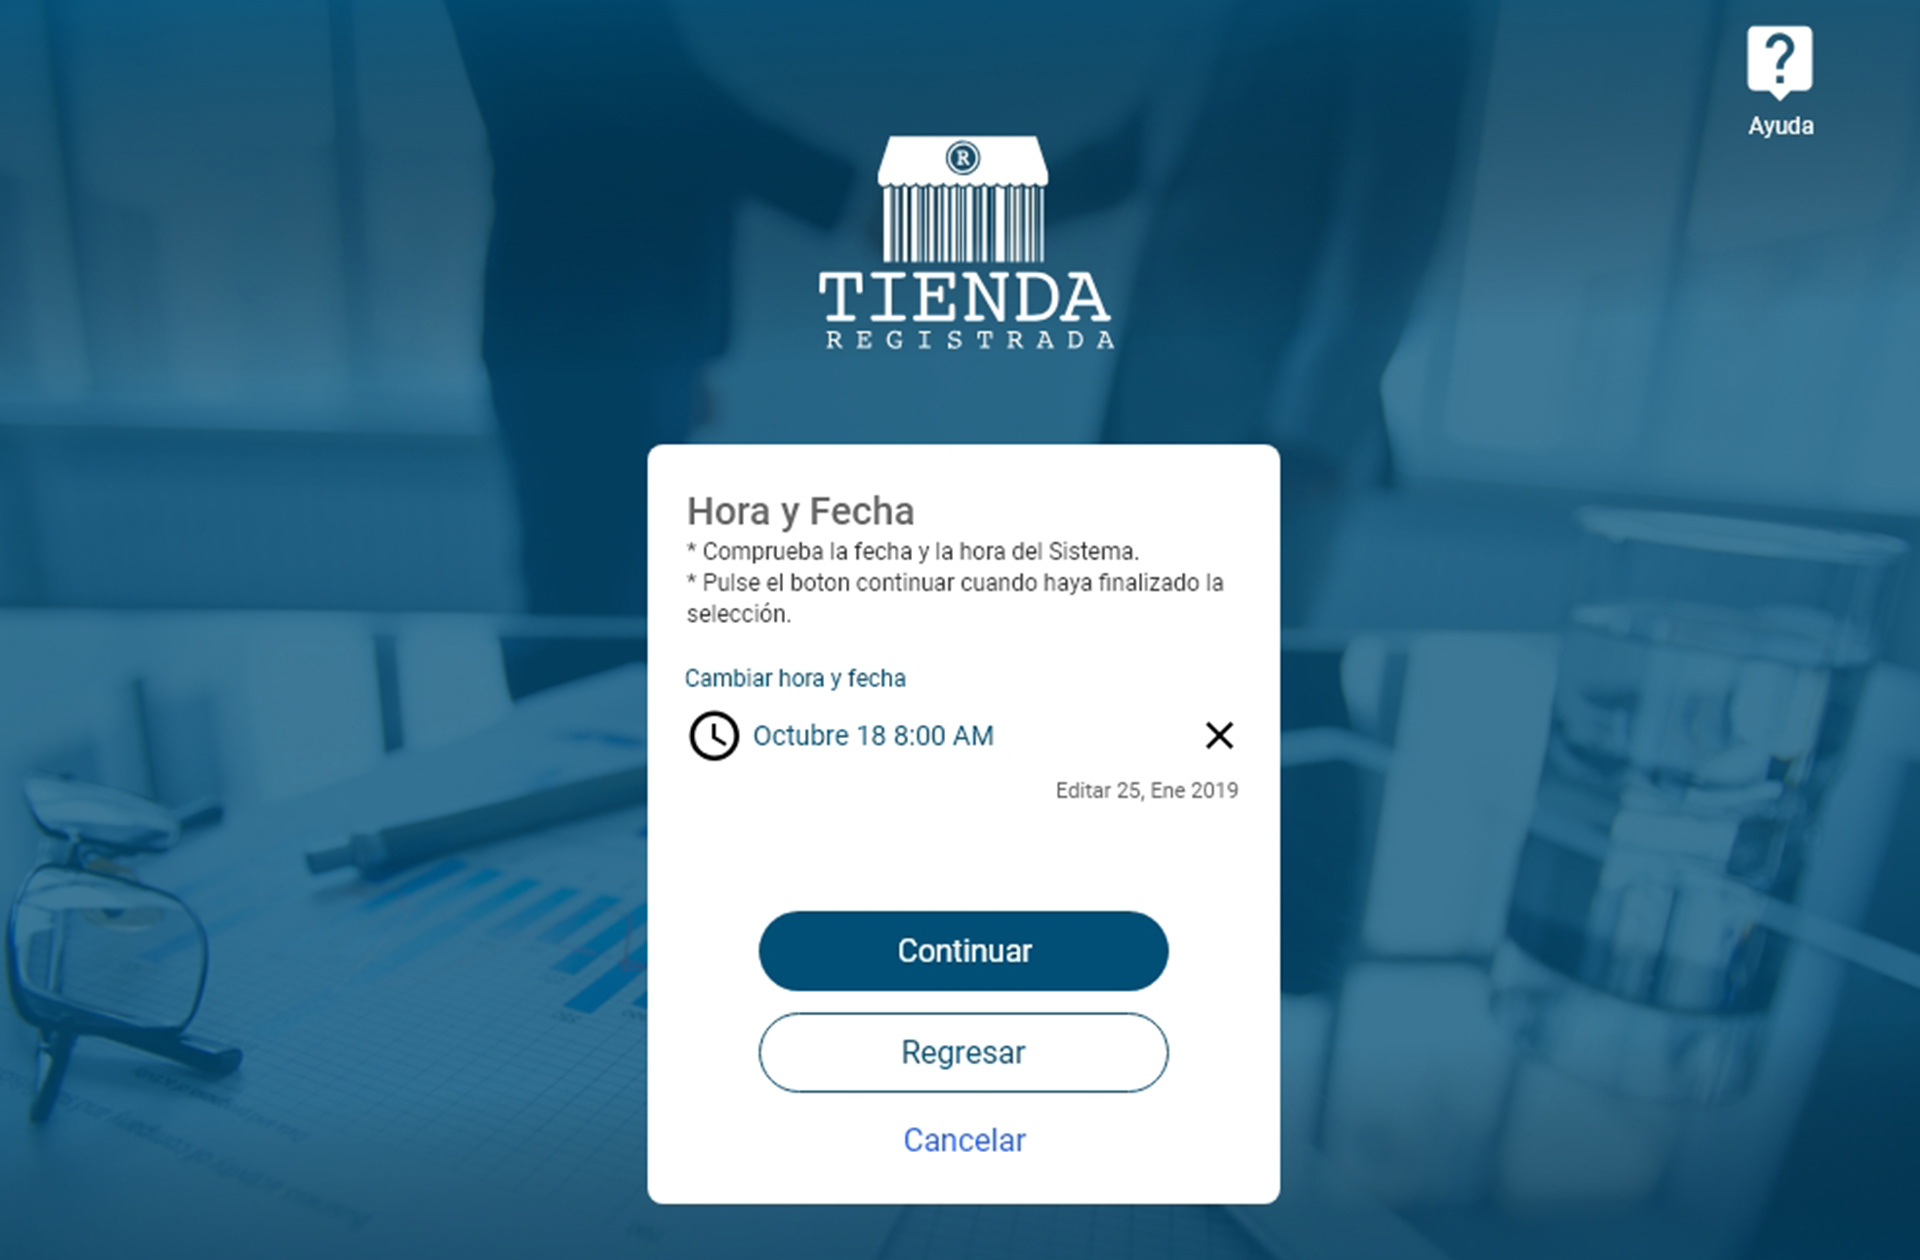 Ayuda
R
TIENDA
REGISTRADA
Hora y Fecha
* Comprueba la fecha y la hora del Sistema.
* Pulse el boton continuar cuando haya finalizado la
selección.
Cambiar hora y fecha
Octubre 18 8:00 AM
Editar 25, Ene 2019
Continuar
Regresar
Cancelar